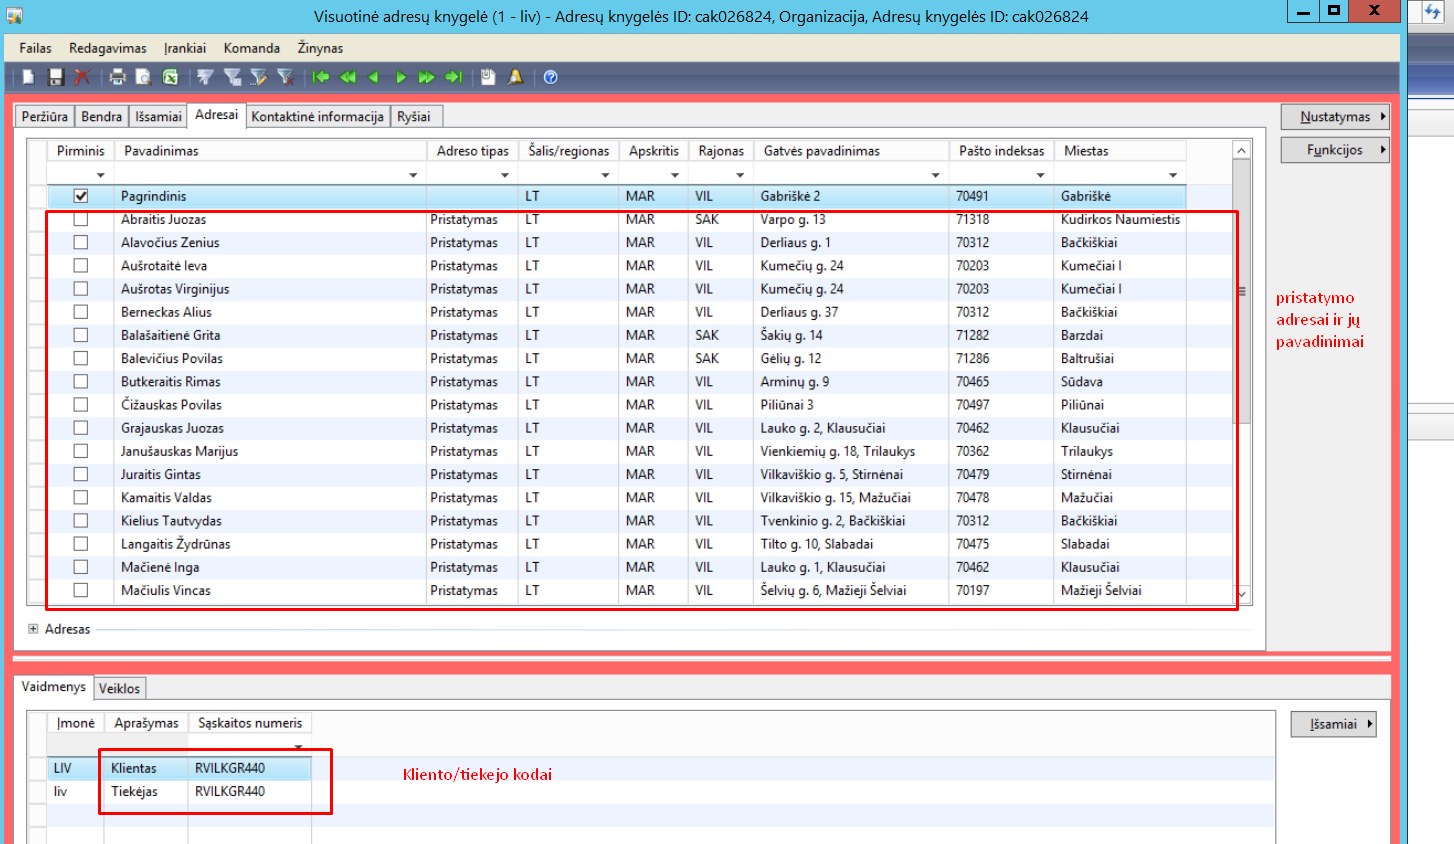 Visuotinė adresų knygelė (1 - liv) - Adresų knygelės ID: cak026824, Organizacija, Adresų knygelės ID: cak026824
Failas Redagavimas Įrankiai Komanda Žinynas
Peržiūra Bendra Išsamiai Adresai Kontaktinė informacija Ryšiai
Nustatymas
Funkcijos
Pirminis Pavadinimas Adreso tipas Šalis/regionas Apskritis Rajonas Gatvės pavadinimas Pašto indeksas Miestas
Pagrindinis LT MAR VIL Gabriškė 2 70491 Gabriškė
Abraitis Juozas Pristatymas LT MAR SAK Varpo g. 13 71318 Kudirkos Naumiestis
Alavočius Zenius Pristatymas LT MAR VIL Derliaus g. 1 70312 Bačkiškiai
Aušrotaitė Ieva Pristatymas LT MAR VIL Kumečių g. 24 70203 Kumečiai I
Aušrotas Virginijus Pristatymas LT MAR VIL Kumečių g. 24 70203 Kumečiai I
Berneckas Alius Pristatymas LT MAR VIL Derliaus g. 37 70312 Bačkiškiai
Balašaitienė Grita Pristatymas LT MAR SAK Šakių g. 14 71282 Barzdai
Balevičius Povilas Pristatymas LT MAR SAK Gėlių g. 12 71286 Baltrušiai
Butkeraitis Rimas Pristatymas LT MAR VIL Arminų g. 9 70465 Sūdava
Čižauskas Povilas Pristatymas LT MAR VIL Piliūnai 3 70497 Piliūnai
Grajauskas Juozas Pristatymas LT MAR VIL Lauko g. 2, Klausučiai 70462 Klausučiai
Janušauskas Marijus Pristatymas LT MAR VIL Vienkiemių g. 18, Trilaukys 70362 Trilaukys
Juraitis Gintas Pristatymas LT MAR VIL Vilkaviškio g. 5, Stirnėnai 70479 Stirnėnai
Kamaitis Valdas Pristatymas LT MAR VIL Vilkaviškio g. 15, Mažučiai 70478 Mažučiai
Kielius Tautvydas Pristatymas LT MAR VIL Tvenkinio g. 2, Bačkiškiai 70312 Bačkiškiai
Langaitis Žydrūnas Pristatymas LT MAR VIL Tilto g. 10, Slabadai 70475 Slabadai
Mačienė Inga Pristatymas LT MAR VIL Lauko g. 1, Klausučiai 70462 Klausučiai
Mačiulis Vincas Pristatymas LT MAR VIL Šelvių g. 6, Mažieji Šelviai 70197 Mažieji Šelviai
pristatymo
adresai ir jų
pavadinimai
Adresas
Vaidmenys Veiklos
Įmonė Aprašymas Sąskaitos numeris
Išsamiai
LIV Klientas RVILKGR440
liv Tiekėjas RVILKGR440
Kliento/tiekejo kodai